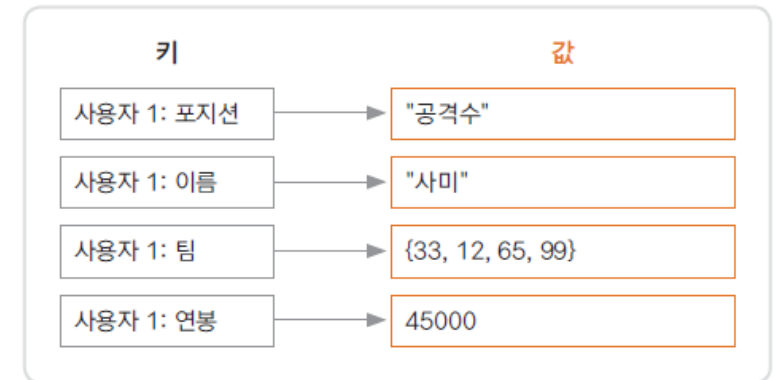 키 값
사용자 1: 포지션 "공격수"
사용자 1: 이름 "사미"
사용자 1: 팀 {33, 12, 65, 99}
사용자 1: 연봉 45000